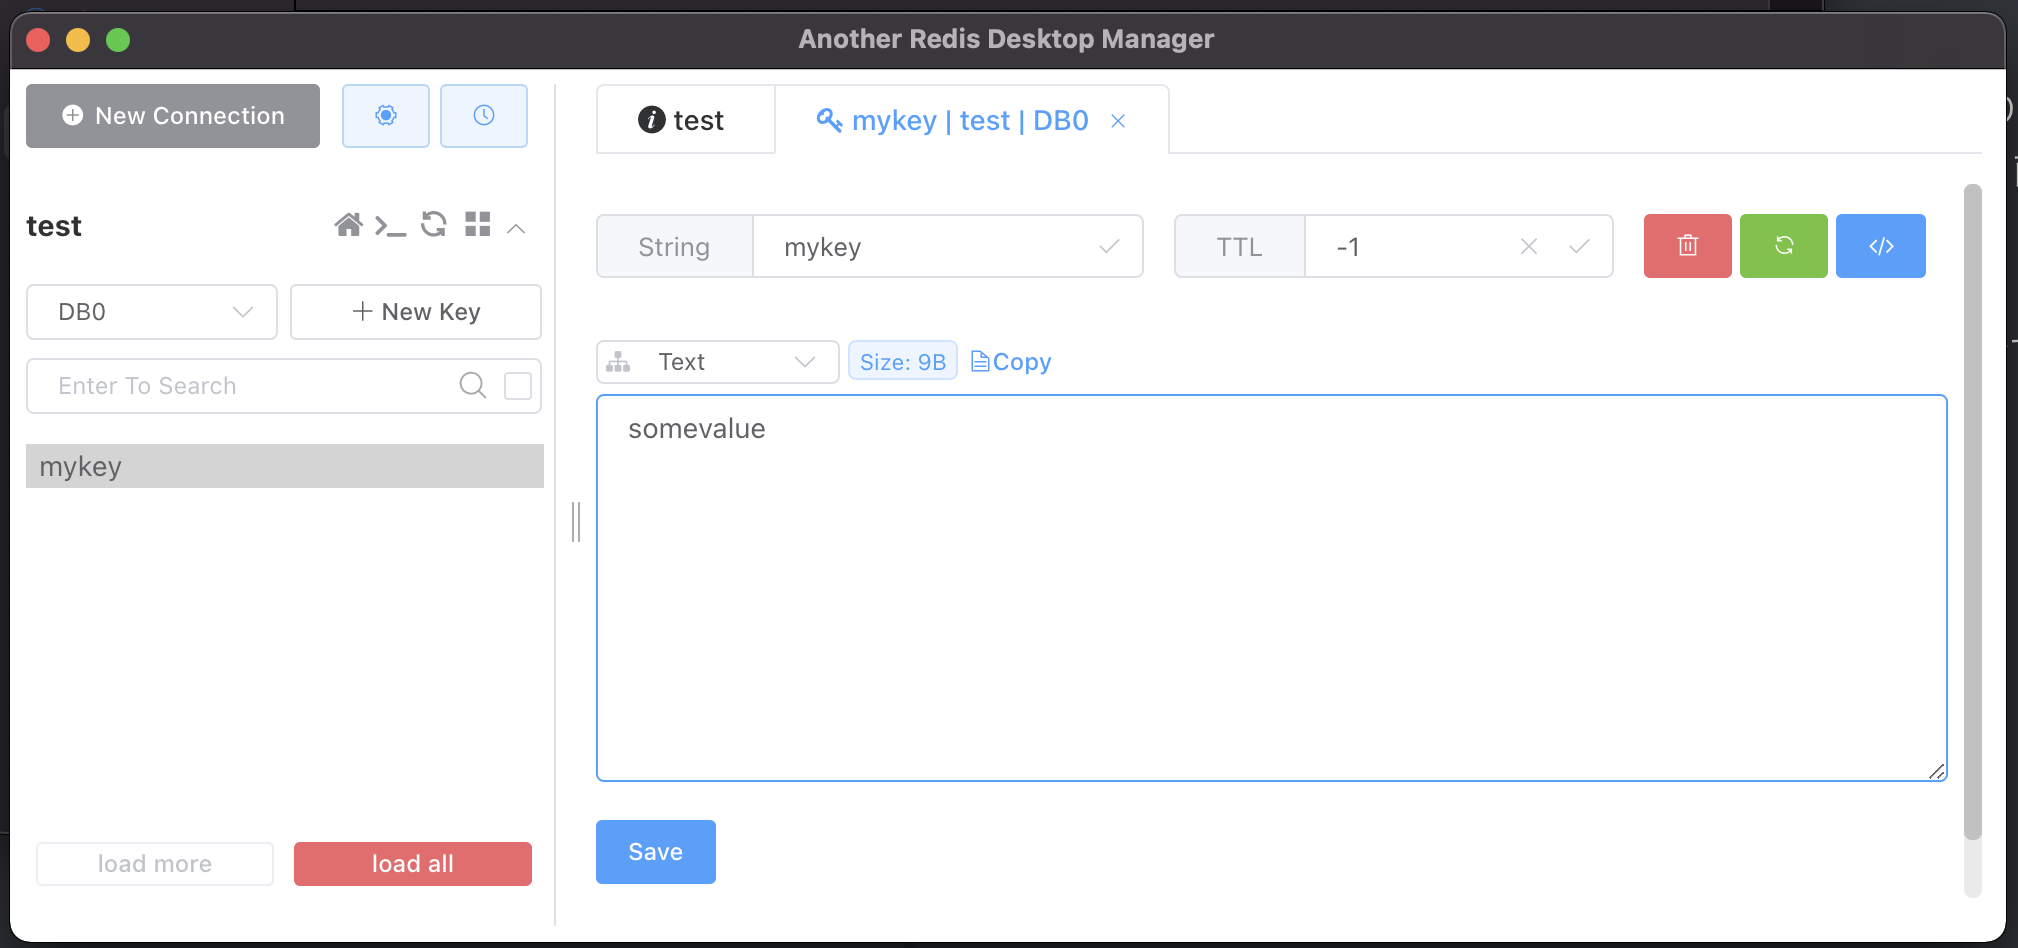 Another Redis Desktop Manager
New Connection
test
DB0
New Key
Enter To Search
mykey
load more
load all
test
mykey | test | DB0
String
mykey
TTL
-1
Text
Size: 9B
Copy
somevalue
Save